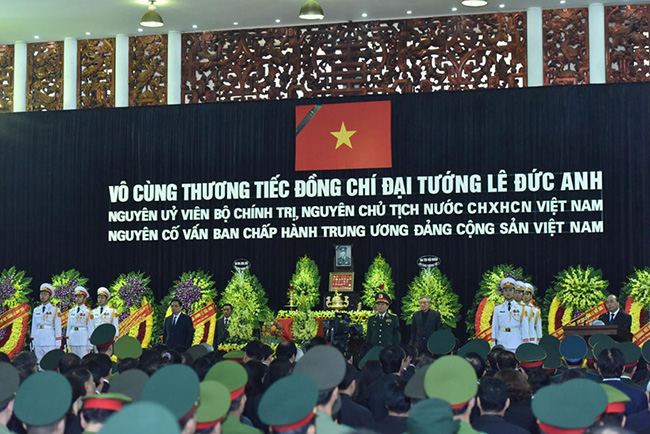 VÔ CÙNG THƯƠNG TIẾC ĐỒNG CHÍ ĐẠI TƯỚNG LÊ ĐỨC ANH
NGUYÊN UỶ VIÊN BỘ CHÍNH TRỊ, NGUYÊN CHỦ TỊCH NƯỚC CHXHCN VIỆT NAM
NGUYÊN CỐ VẤN BAN CHẤP HÀNH TRUNG ƯƠNG ĐẢNG CỘNG SẢN VIỆT NAM